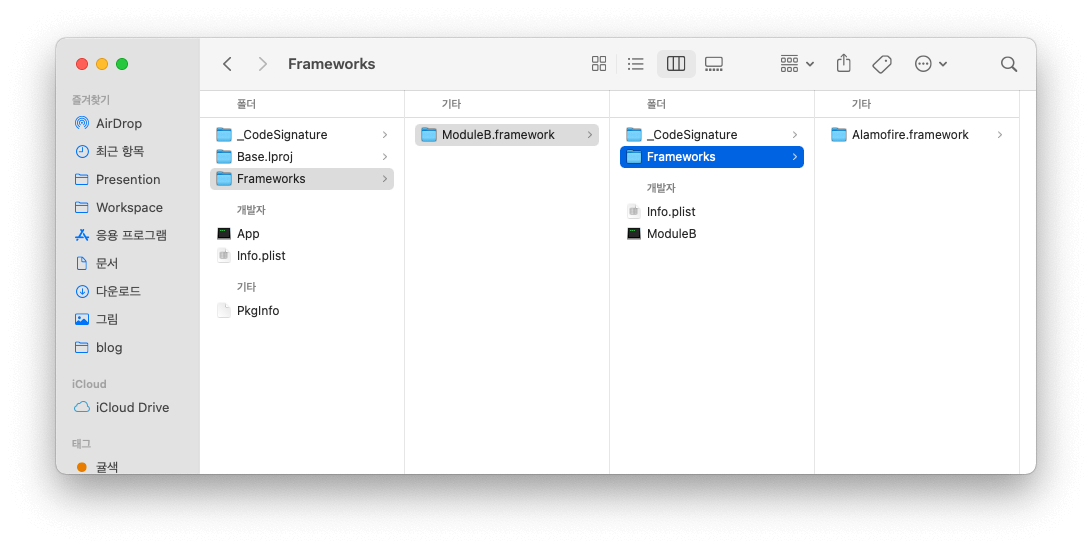 Frameworks
즐겨찾기
AirDrop
최근 항목
Presention
Workspace
응용 프로그램
문서
다운로드
그림
blog
iCloud
iCloud Drive
태그
귤색
폴더
_CodeSignature
Base.lproj
Frameworks
개발자
App
Info.plist
기타
PkgInfo
기타
ModuleB.framework
폴더
_CodeSignature
Frameworks
개발자
Info.plist
ModuleB
기타
Alamofire.framework